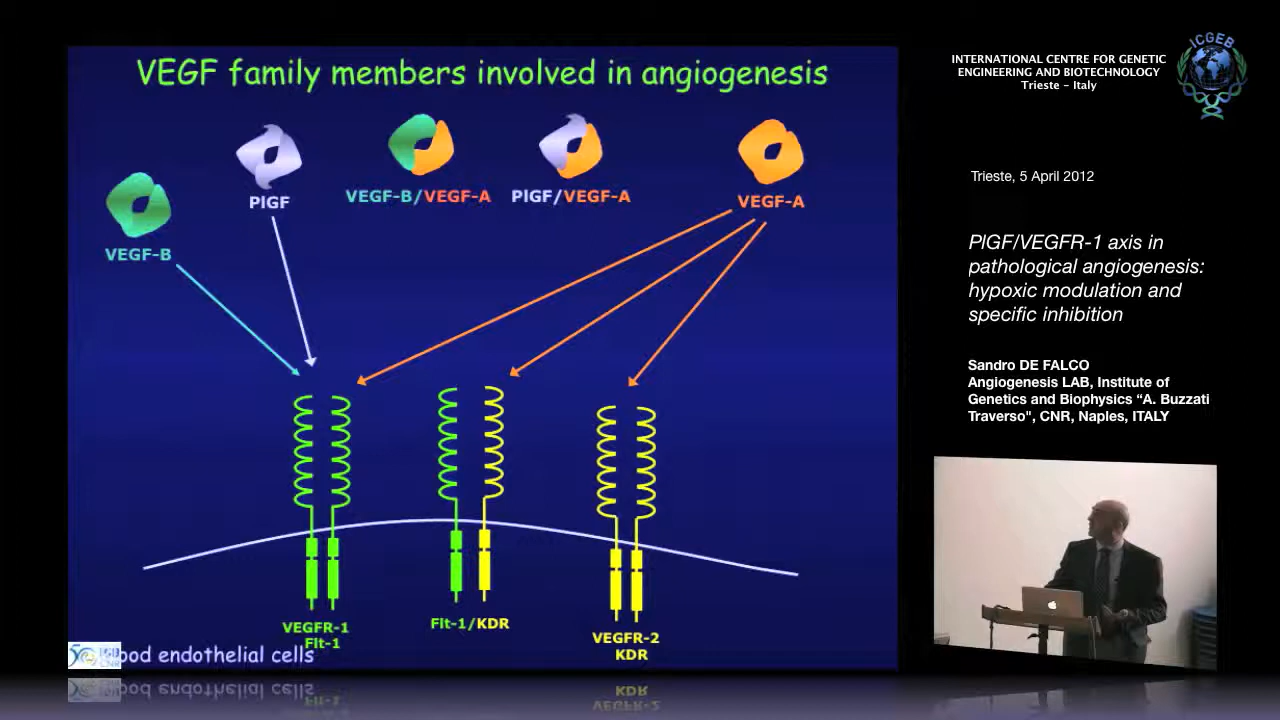 VEGF family members involved in angiogenesis
VEGF-B
PlGF
VEGF-B/VEGF-A
PlGF/VEGF-A
VEGF-A
VEGFR-1
Flt-1
Flt-1/KDR
VEGFR-2
KDR
ood endothelial cells
ICGEB
INTERNATIONAL CENTRE FOR GENETIC
ENGINEERING AND BIOTECHNOLOGY
Trieste - Italy
Trieste, 5 April 2012
PlGF/VEGFR-1 axis in
pathological angiogenesis:
hypoxic modulation and
specific inhibition
Sandro DE FALCO
Angiogenesis LAB, Institute of
Genetics and Biophysics “A. Buzzati
Traverso", CNR, Naples, ITALY